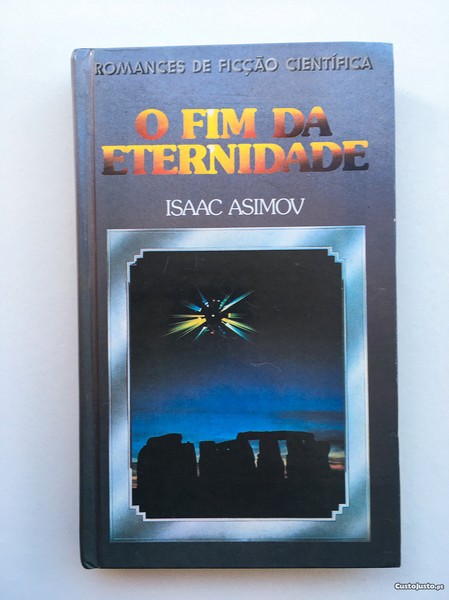 ROMANCES DE FICÇÃO CIENTÍFICA
O FIM DA
ETERNIDADE
ISAAC ASIMOV
CustoJusto.pt